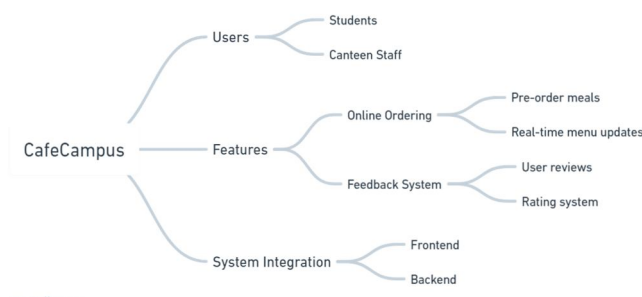 CafeCampus
Users
Students
Canteen Staff
Features
Online Ordering
Pre-order meals
Real-time menu updates
Feedback System
User reviews
Rating system
System Integration
Frontend
Backend